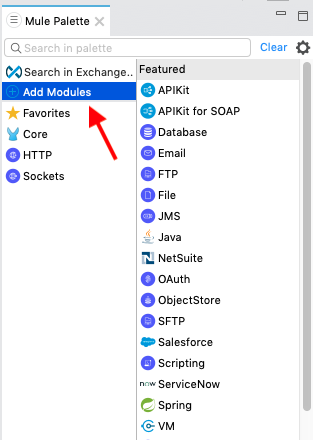 Mule Palette
Search in palette
Clear
Search in Exchange..
Add Modules
Favorites
Core
HTTP
Sockets
Featured
APIKit
APIKit for SOAP
Database
Email
FTP
File
JMS
Java
NetSuite
OAuth
ObjectStore
SFTP
Salesforce
Scripting
now ServiceNow
Spring
VM